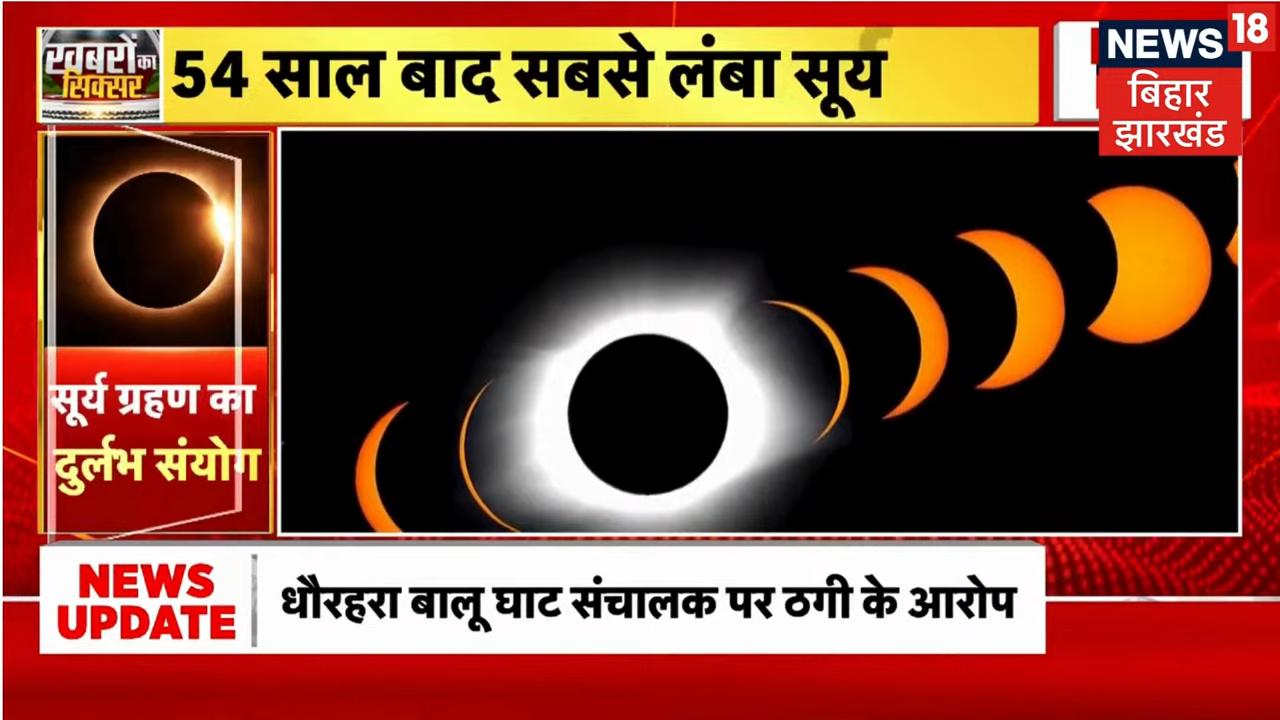 खबरों का
सिक्सर
54 साल बाद सबसे लंबा सूर्य
NEWS 18
बिहार
झारखंड
सूर्य ग्रहण का
दुर्लभ संयोग
NEWS
UPDATE
धौरहरा बालू घाट संचालक पर ठगी के आरोप